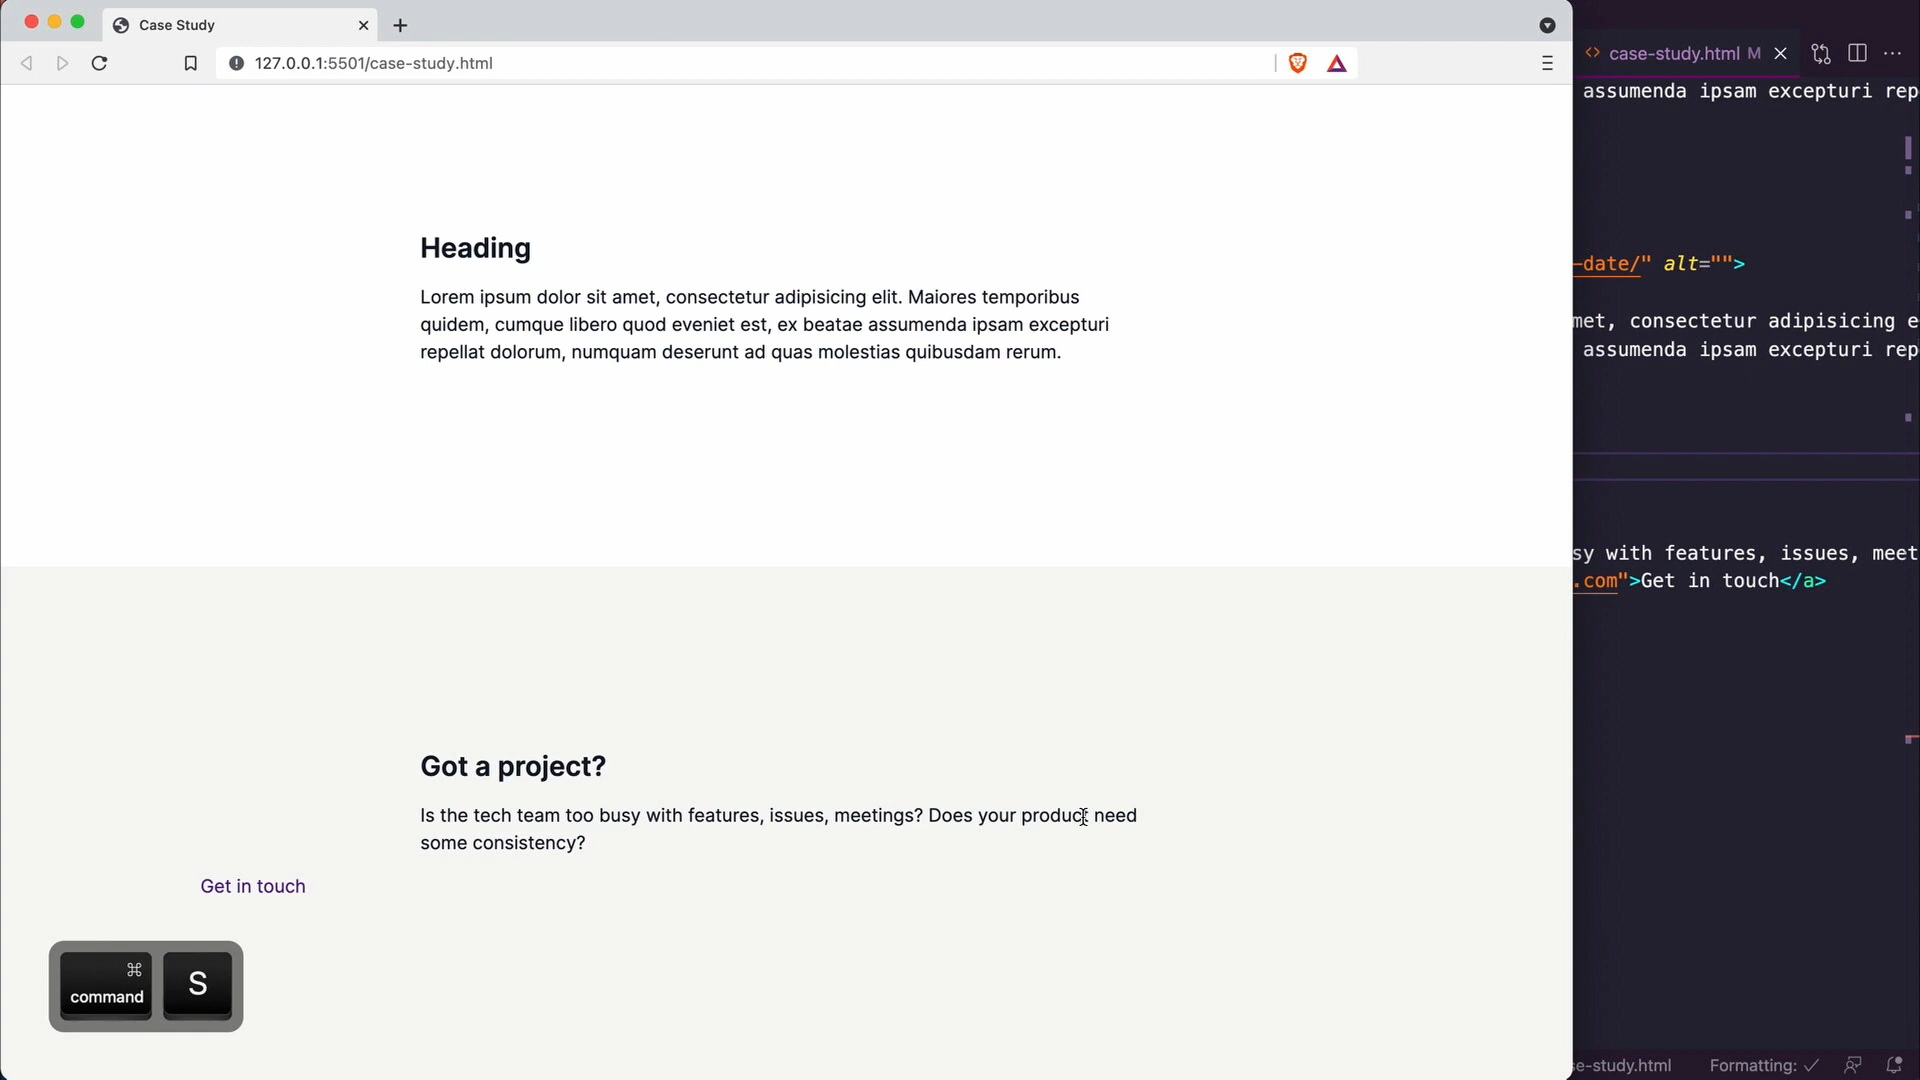 Case Study
127.0.0.1:5501/case-study.html
case-study.html M
assumenda ipsam excepturi rep
Heading
Lorem ipsum dolor sit amet, consectetur adipisicing elit. Maiores temporibus
quidem, cumque libero quod eveniet est, ex beatae assumenda ipsam excepturi
repellat dolorum, numquam deserunt ad quas molestias quibusdam rerum.
-date/" alt="">
met, consectetur adipisicing e
assumenda ipsam excepturi rep
sy with features, issues, meet
.com">Get in touch</a>
Got a project?
Is the tech team too busy with features, issues, meetings? Does your product need
some consistency?
Get in touch
⌘
command
S
e-study.html
Formatting: ✓